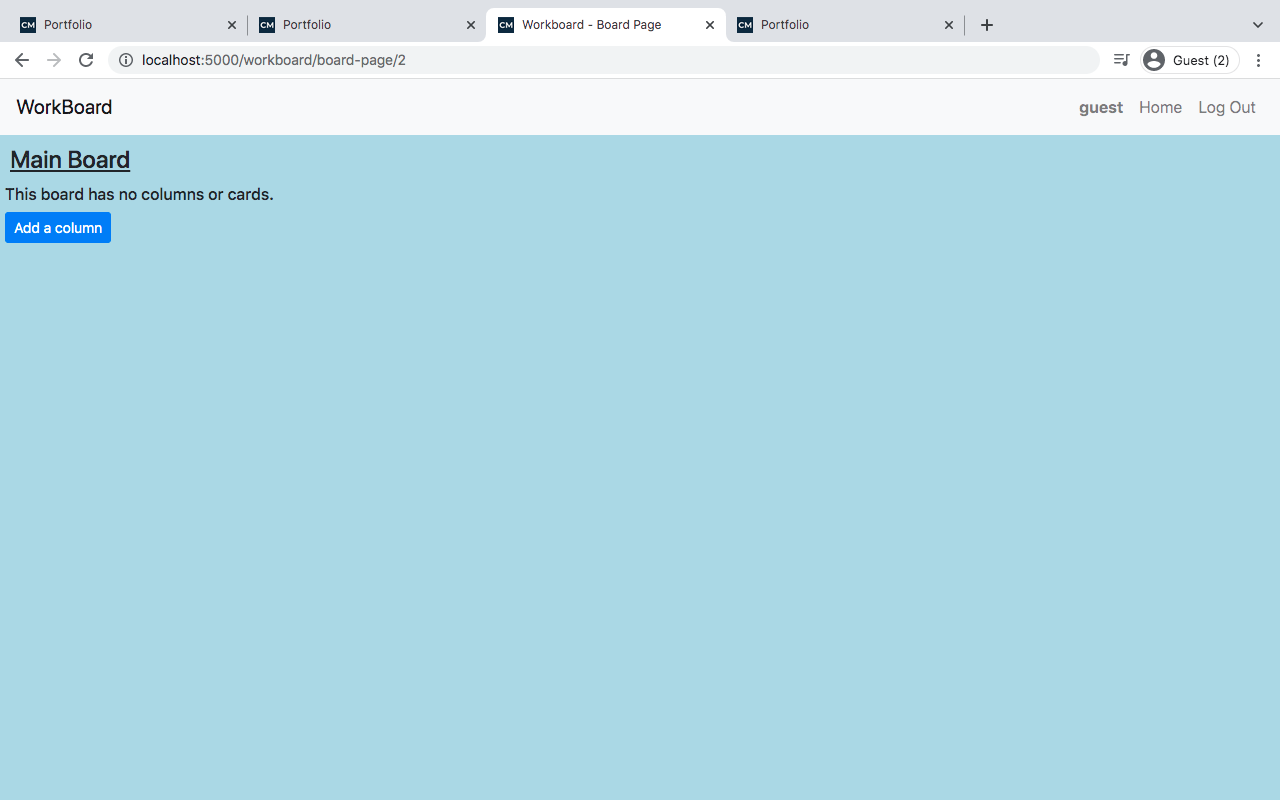 CM Portfolio CM Portfolio CM Workboard - Board Page CM Portfolio
localhost:5000/workboard/board-page/2 Guest (2)
WorkBoard guest Home Log Out
Main Board
This board has no columns or cards.
Add a column